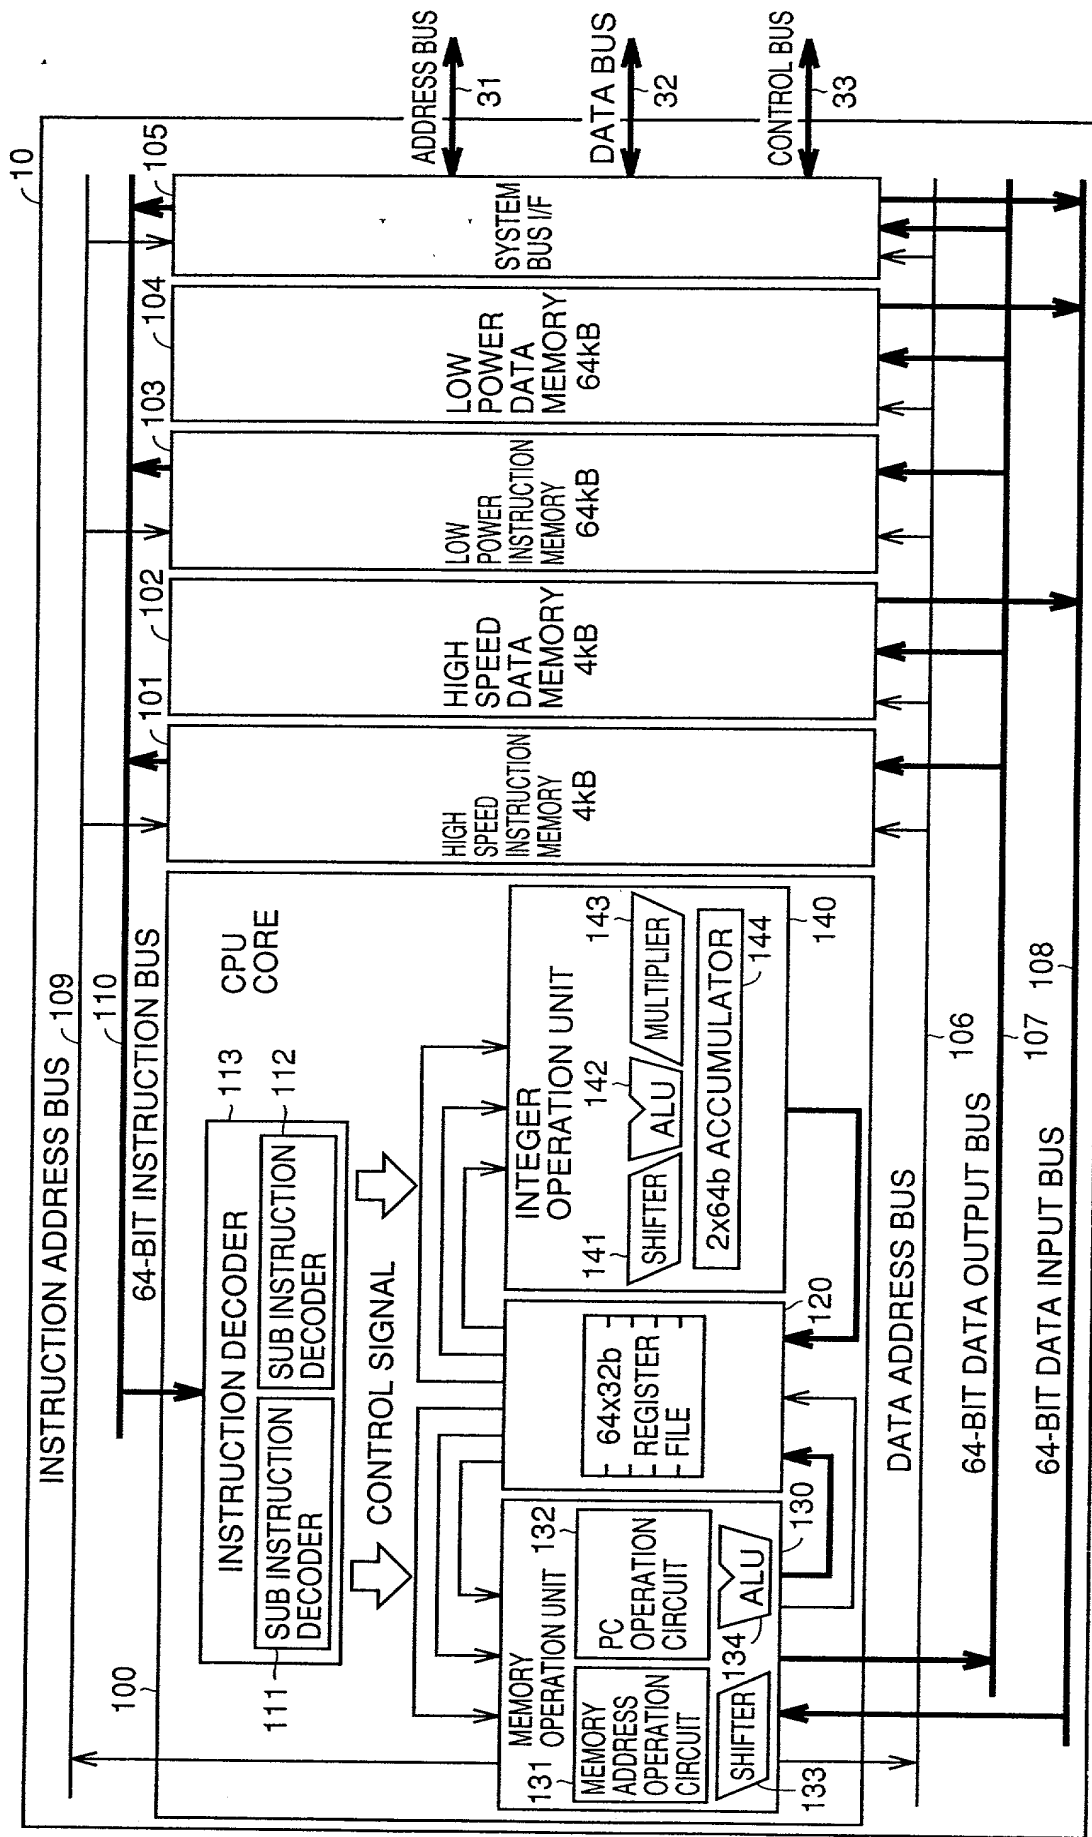 10
INSTRUCTION ADDRESS BUS
109
110
64-BIT INSTRUCTION BUS
100
CPU
CORE
101
102
103
104
105
INSTRUCTION DECODER
113
SUB INSTRUCTION
DECODER
111
SUB INSTRUCTION
DECODER
112
CONTROL SIGNAL
MEMORY
OPERATION UNIT
131
MEMORY
ADDRESS
OPERATION
CIRCUIT
132
PC
OPERATION
CIRCUIT
SHIFTER
133
134
ALU
130
64x32b
REGISTER
FILE
120
INTEGER
OPERATION UNIT
141
SHIFTER
142
ALU
143
MULTIPLIER
2x64b ACCUMULATOR
144
140
HIGH
SPEED
INSTRUCTION
MEMORY
4kB
HIGH
SPEED
DATA
MEMORY
4kB
LOW
POWER
INSTRUCTION
MEMORY
64kB
LOW
POWER
DATA
MEMORY
64kB
SYSTEM
BUS I/F
ADDRESS BUS
31
DATA BUS
32
CONTROL BUS
33
DATA ADDRESS BUS
106
64-BIT DATA OUTPUT BUS
107
64-BIT DATA INPUT BUS
108